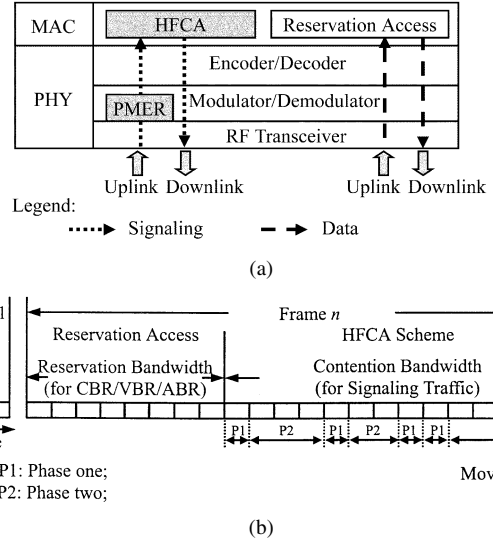 MAC HFCA Reservation Access
PHY Encoder/Decoder
PMER Modulator/Demodulator
RF Transceiver
Uplink Downlink Uplink Downlink
Legend:
Signaling Data
(a)
1 Frame n
Reservation Access HFCA Scheme
Reservation Bandwidth Contention Bandwidth
(for CBR/VBR/ABR) (for Signaling Traffic)
P1 P2 P1 P2 P1 P1
P1: Phase one; Mov
P2: Phase two;
(b)